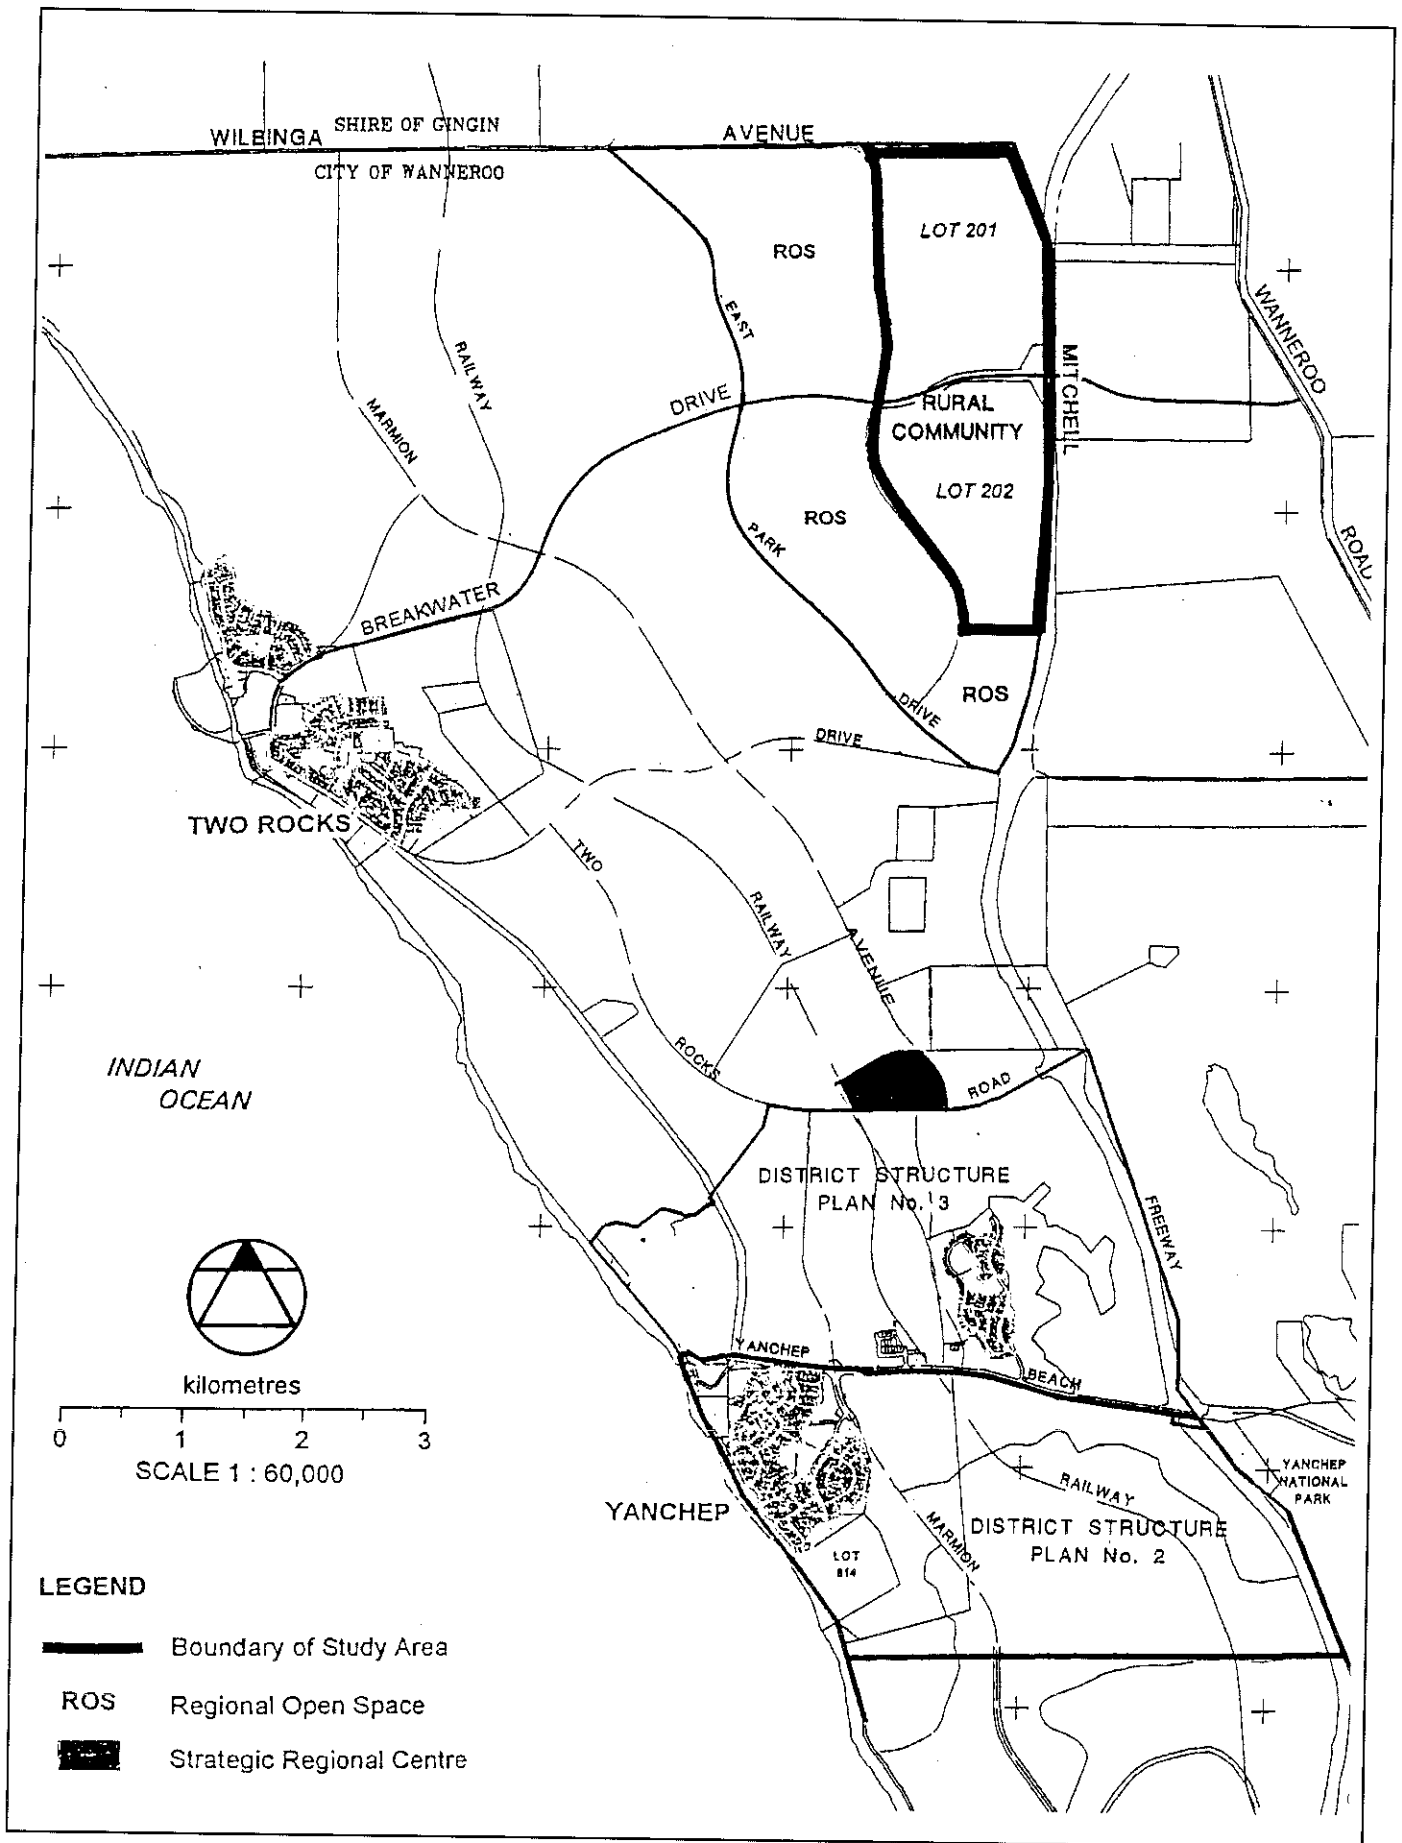 WILBINGA
SHIRE OF GINGIN
AVENUE
CITY OF WANNEROO
LOT 201
ROS
EAST
WANNEROO
RAILWAY
MITCHELL
DRIVE
RURAL
COMMUNITY
MARMION
LOT 202
ROS
PARK
ROAD
BREAKWATER
ROS
DRIVE
DRIVE
TWO ROCKS
TWO
RAILWAY
AVENUE
ROCKS
ROAD
INDIAN
OCEAN
DISTRICT STRUCTURE
PLAN No. 3
FREEWAY
YANCHEP
BEACH
kilometres
0 1 2 3
SCALE 1 : 60,000
YANCHEP
NATIONAL
PARK
RAILWAY
YANCHEP
MARMION
DISTRICT STRUCTURE
PLAN No. 2
LOT
814
LEGEND
Boundary of Study Area
ROS Regional Open Space
Strategic Regional Centre